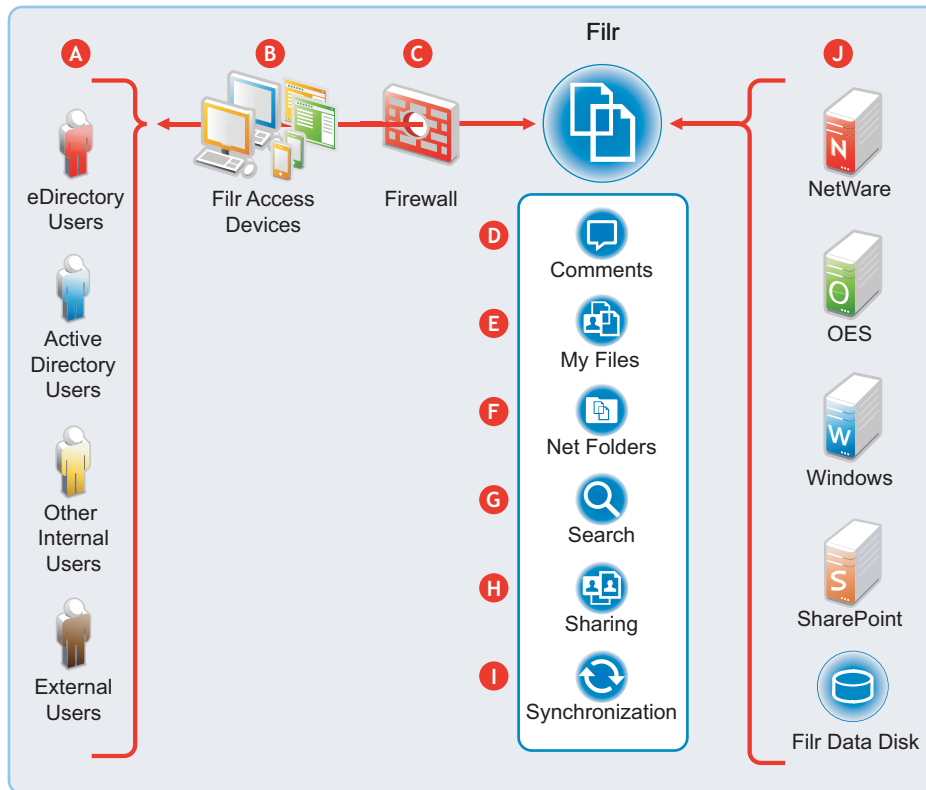 Filr
A
B
C
J
eDirectory
Users
Filr Access
Devices
Firewall
NetWare
N
D
Comments
Active
Directory
Users
E
My Files
O
OES
F
Net Folders
W
Windows
Other
Internal
Users
G
Search
H
Sharing
S
SharePoint
External
Users
I
Synchronization
Filr Data Disk